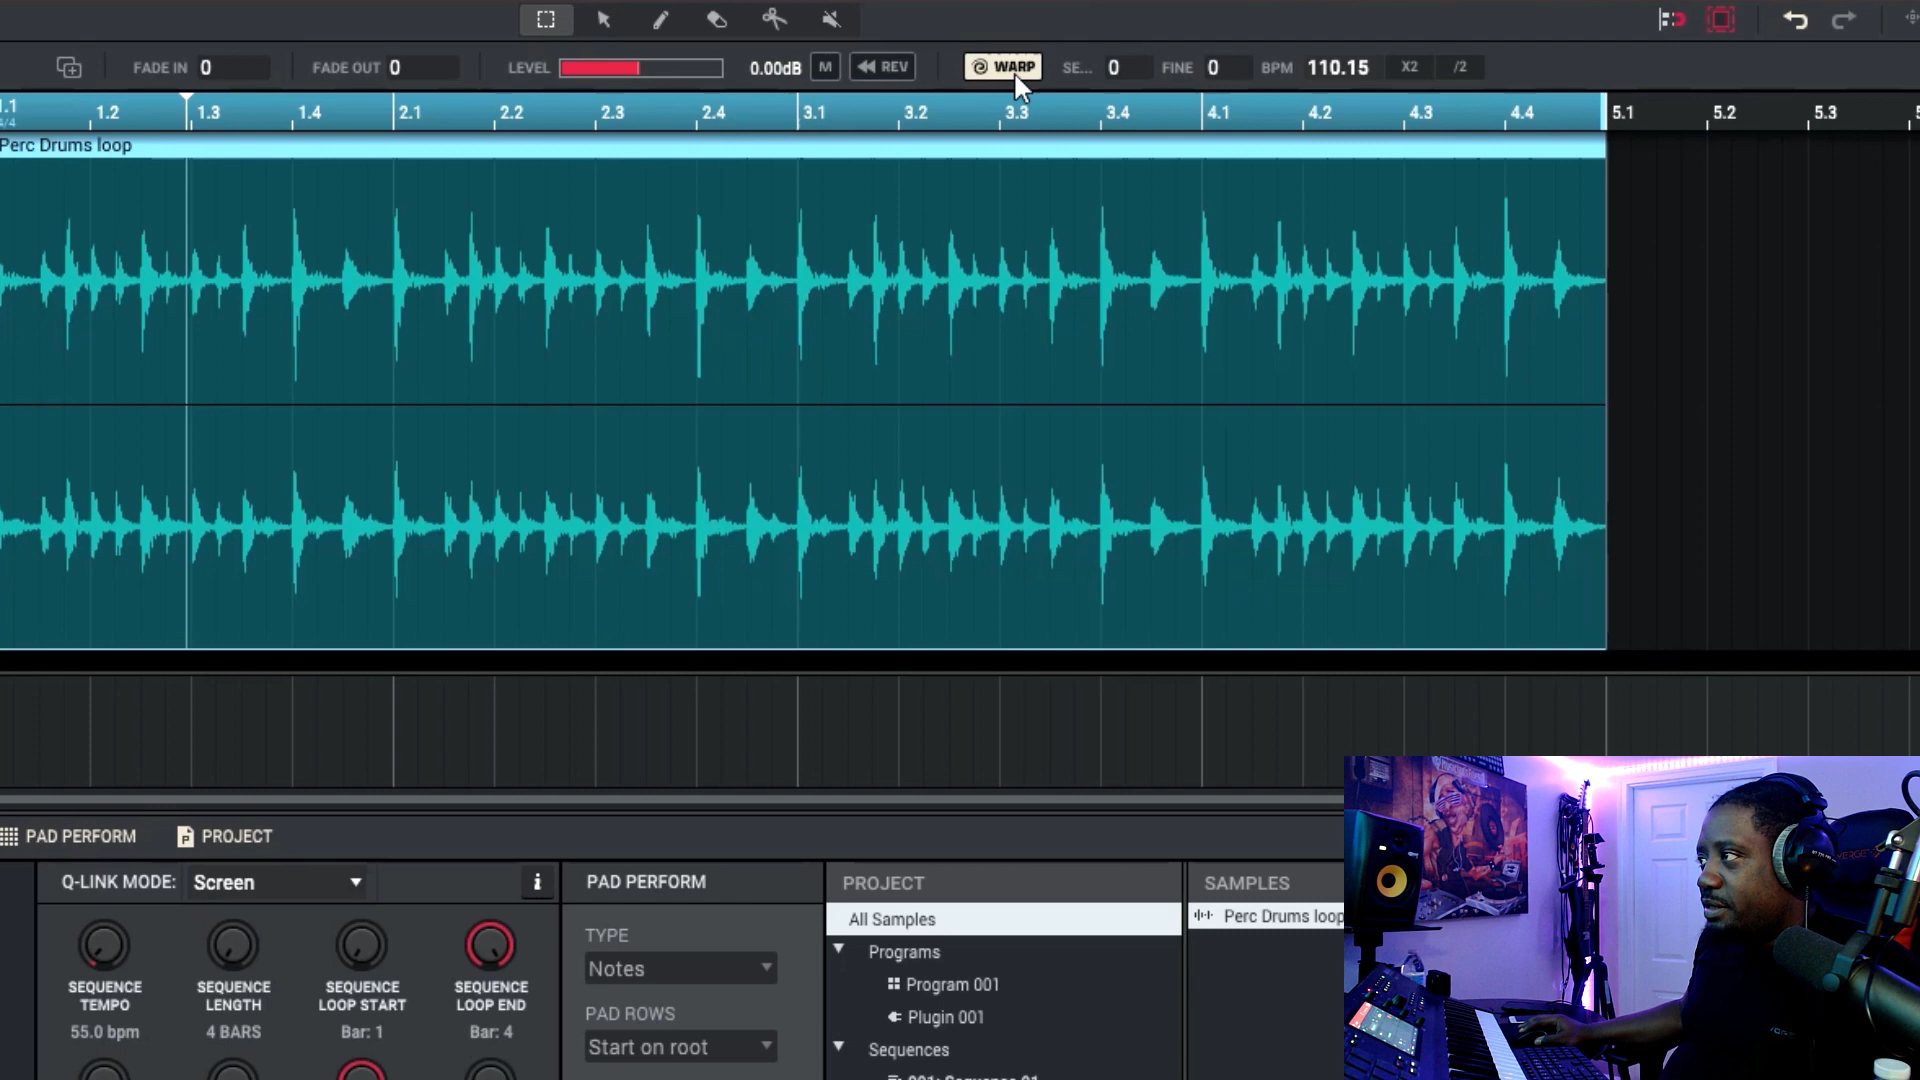 FADE IN 0 FADE OUT 0 LEVEL 0.00dB M REV WARP SE... 0 FINE 0 BPM 110.15 X2 /2
1.1 1.2 1.3 1.4 2.1 2.2 2.3 2.4 3.1 3.2 3.3 3.4 4.1 4.2 4.3 4.4 5.1 5.2 5.3
4/4
Perc Drums loop
PAD PERFORM PROJECT
Q-LINK MODE: Screen i
PAD PERFORM
PROJECT
SAMPLES
All Samples
Perc Drums loop
TYPE
Programs
Notes
Program 001
SEQUENCE TEMPO
SEQUENCE LENGTH
SEQUENCE LOOP START
SEQUENCE LOOP END
PAD ROWS
Plugin 001
55.0 bpm 4 BARS Bar: 1 Bar: 4
Start on root
Sequences
001: Sequence 01